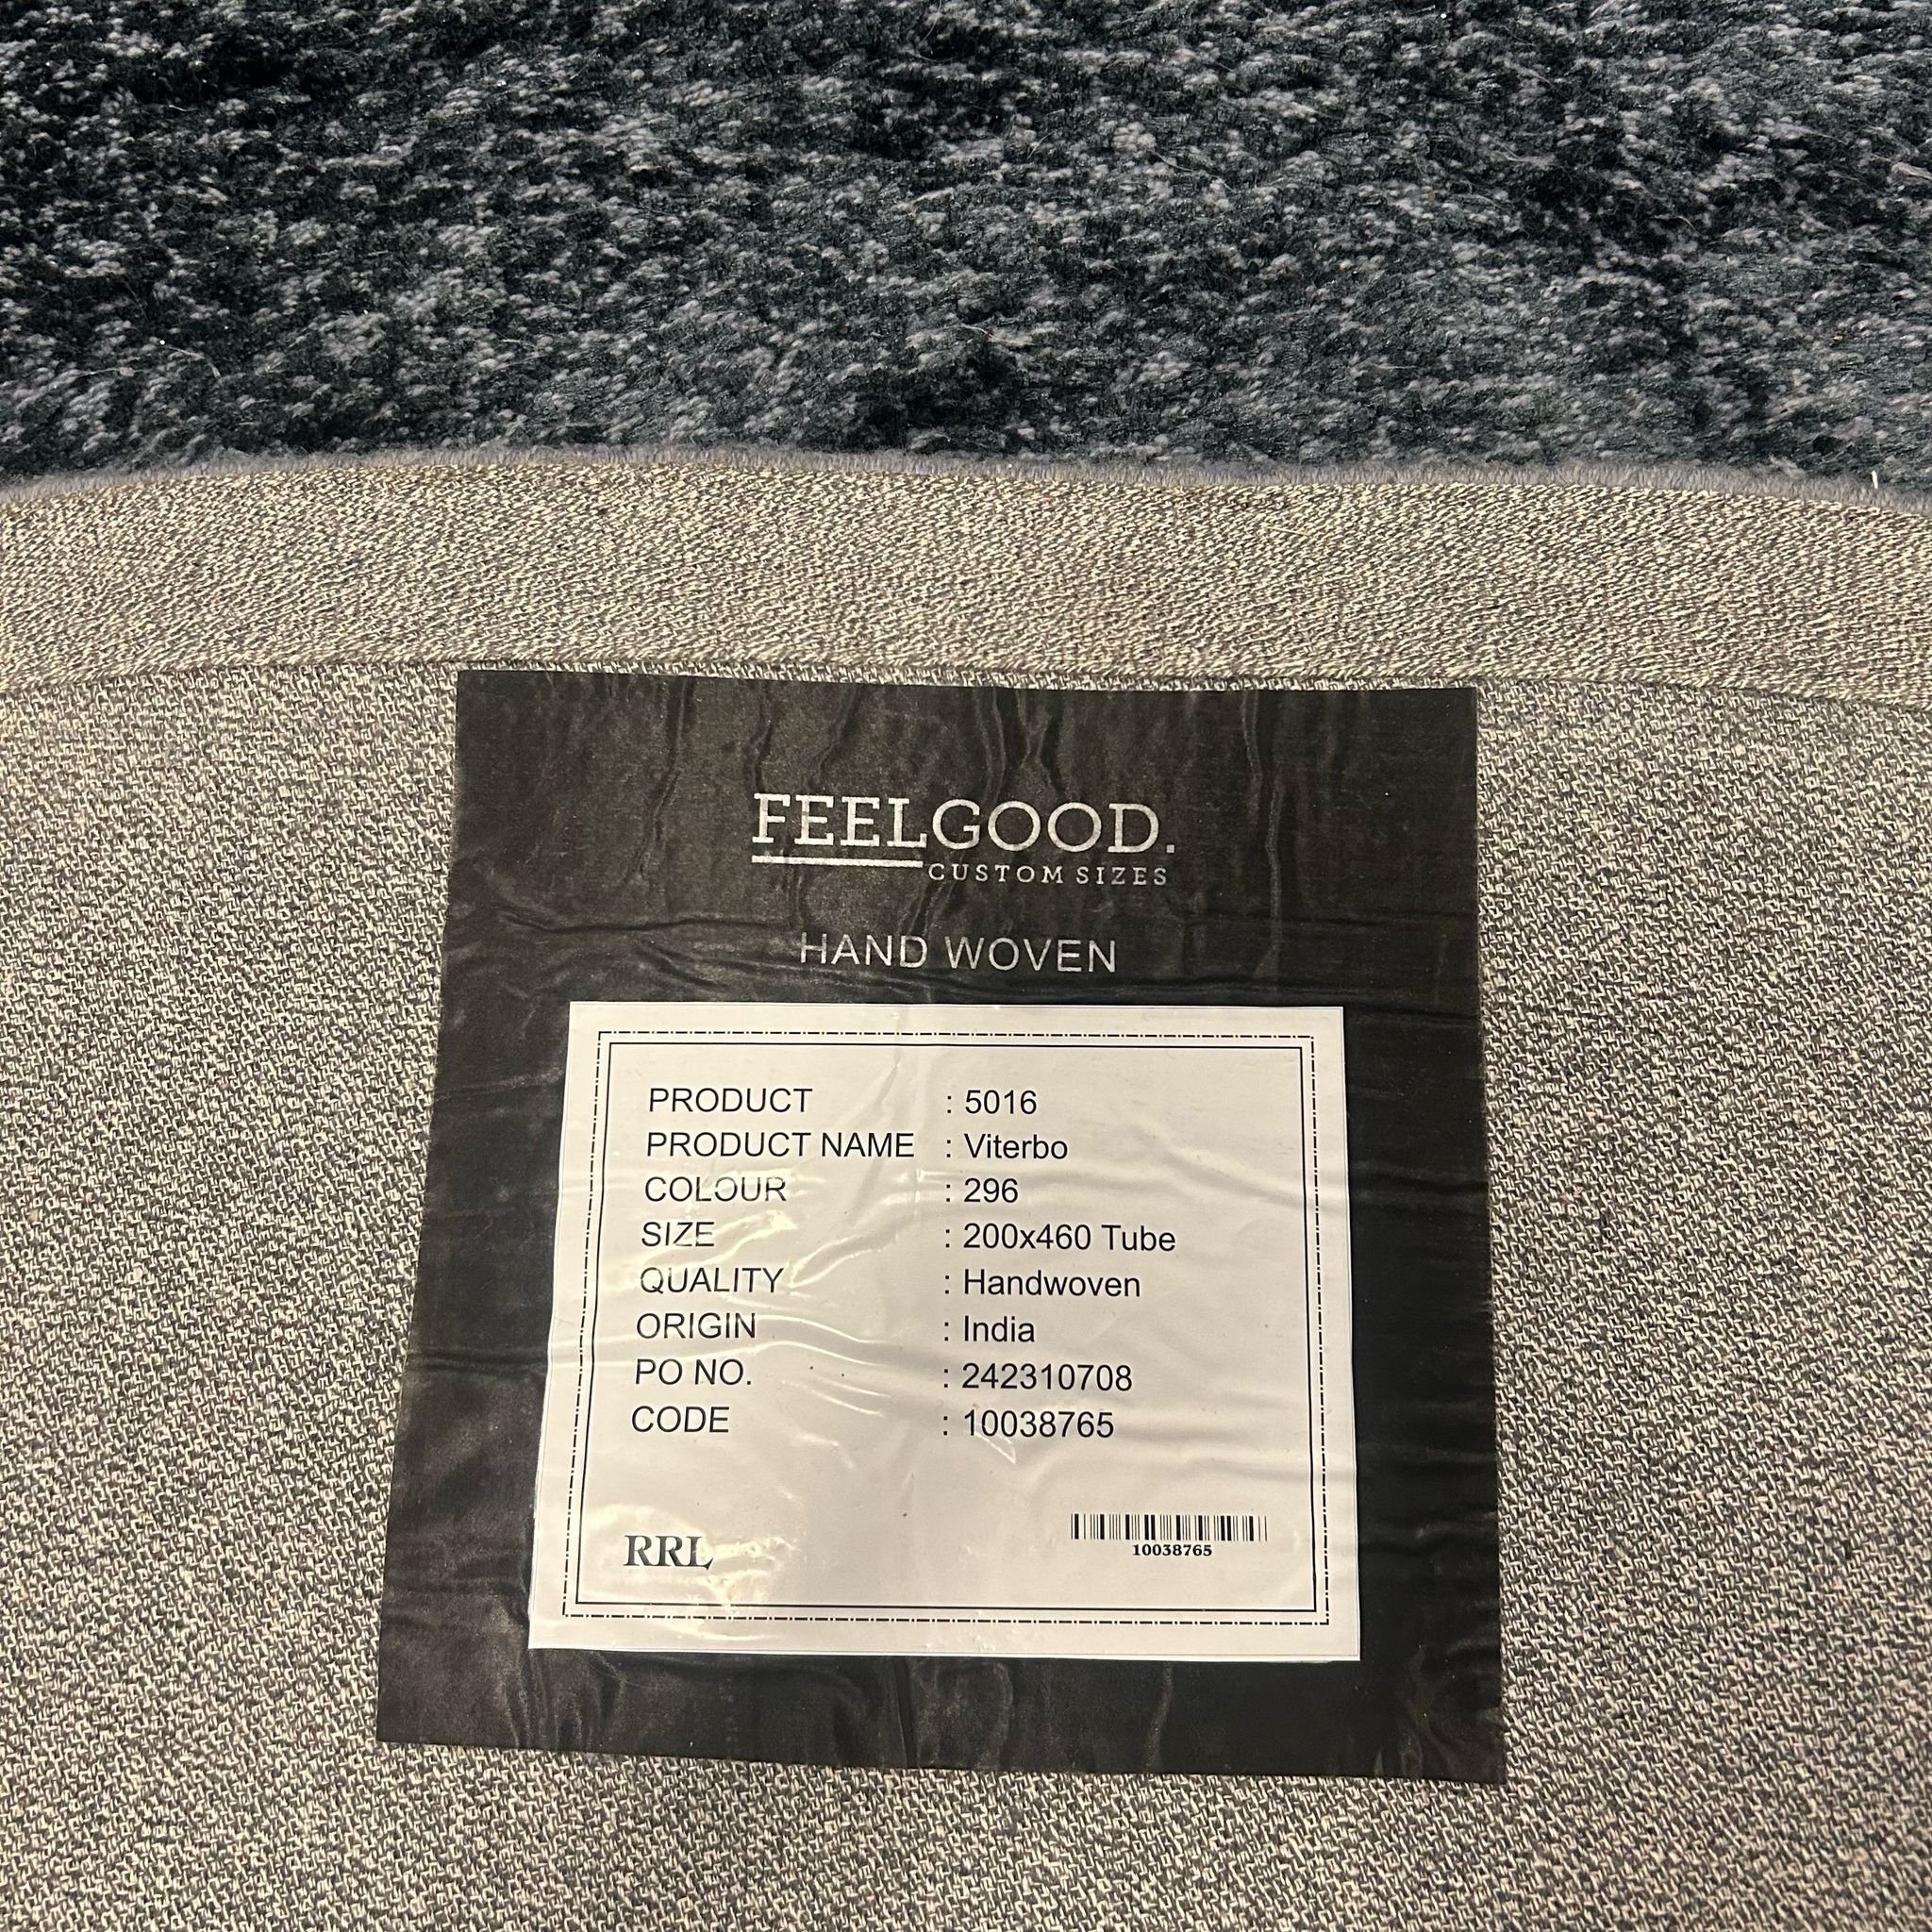 FEELGOOD.
CUSTOM SIZES
HAND WOVEN
PRODUCT : 5016
PRODUCT NAME : Viterbo
COLOUR : 296
SIZE : 200x460 Tube
QUALITY : Handwoven
ORIGIN : India
PO NO. : 242310708
CODE : 10038765
RRL
10038765